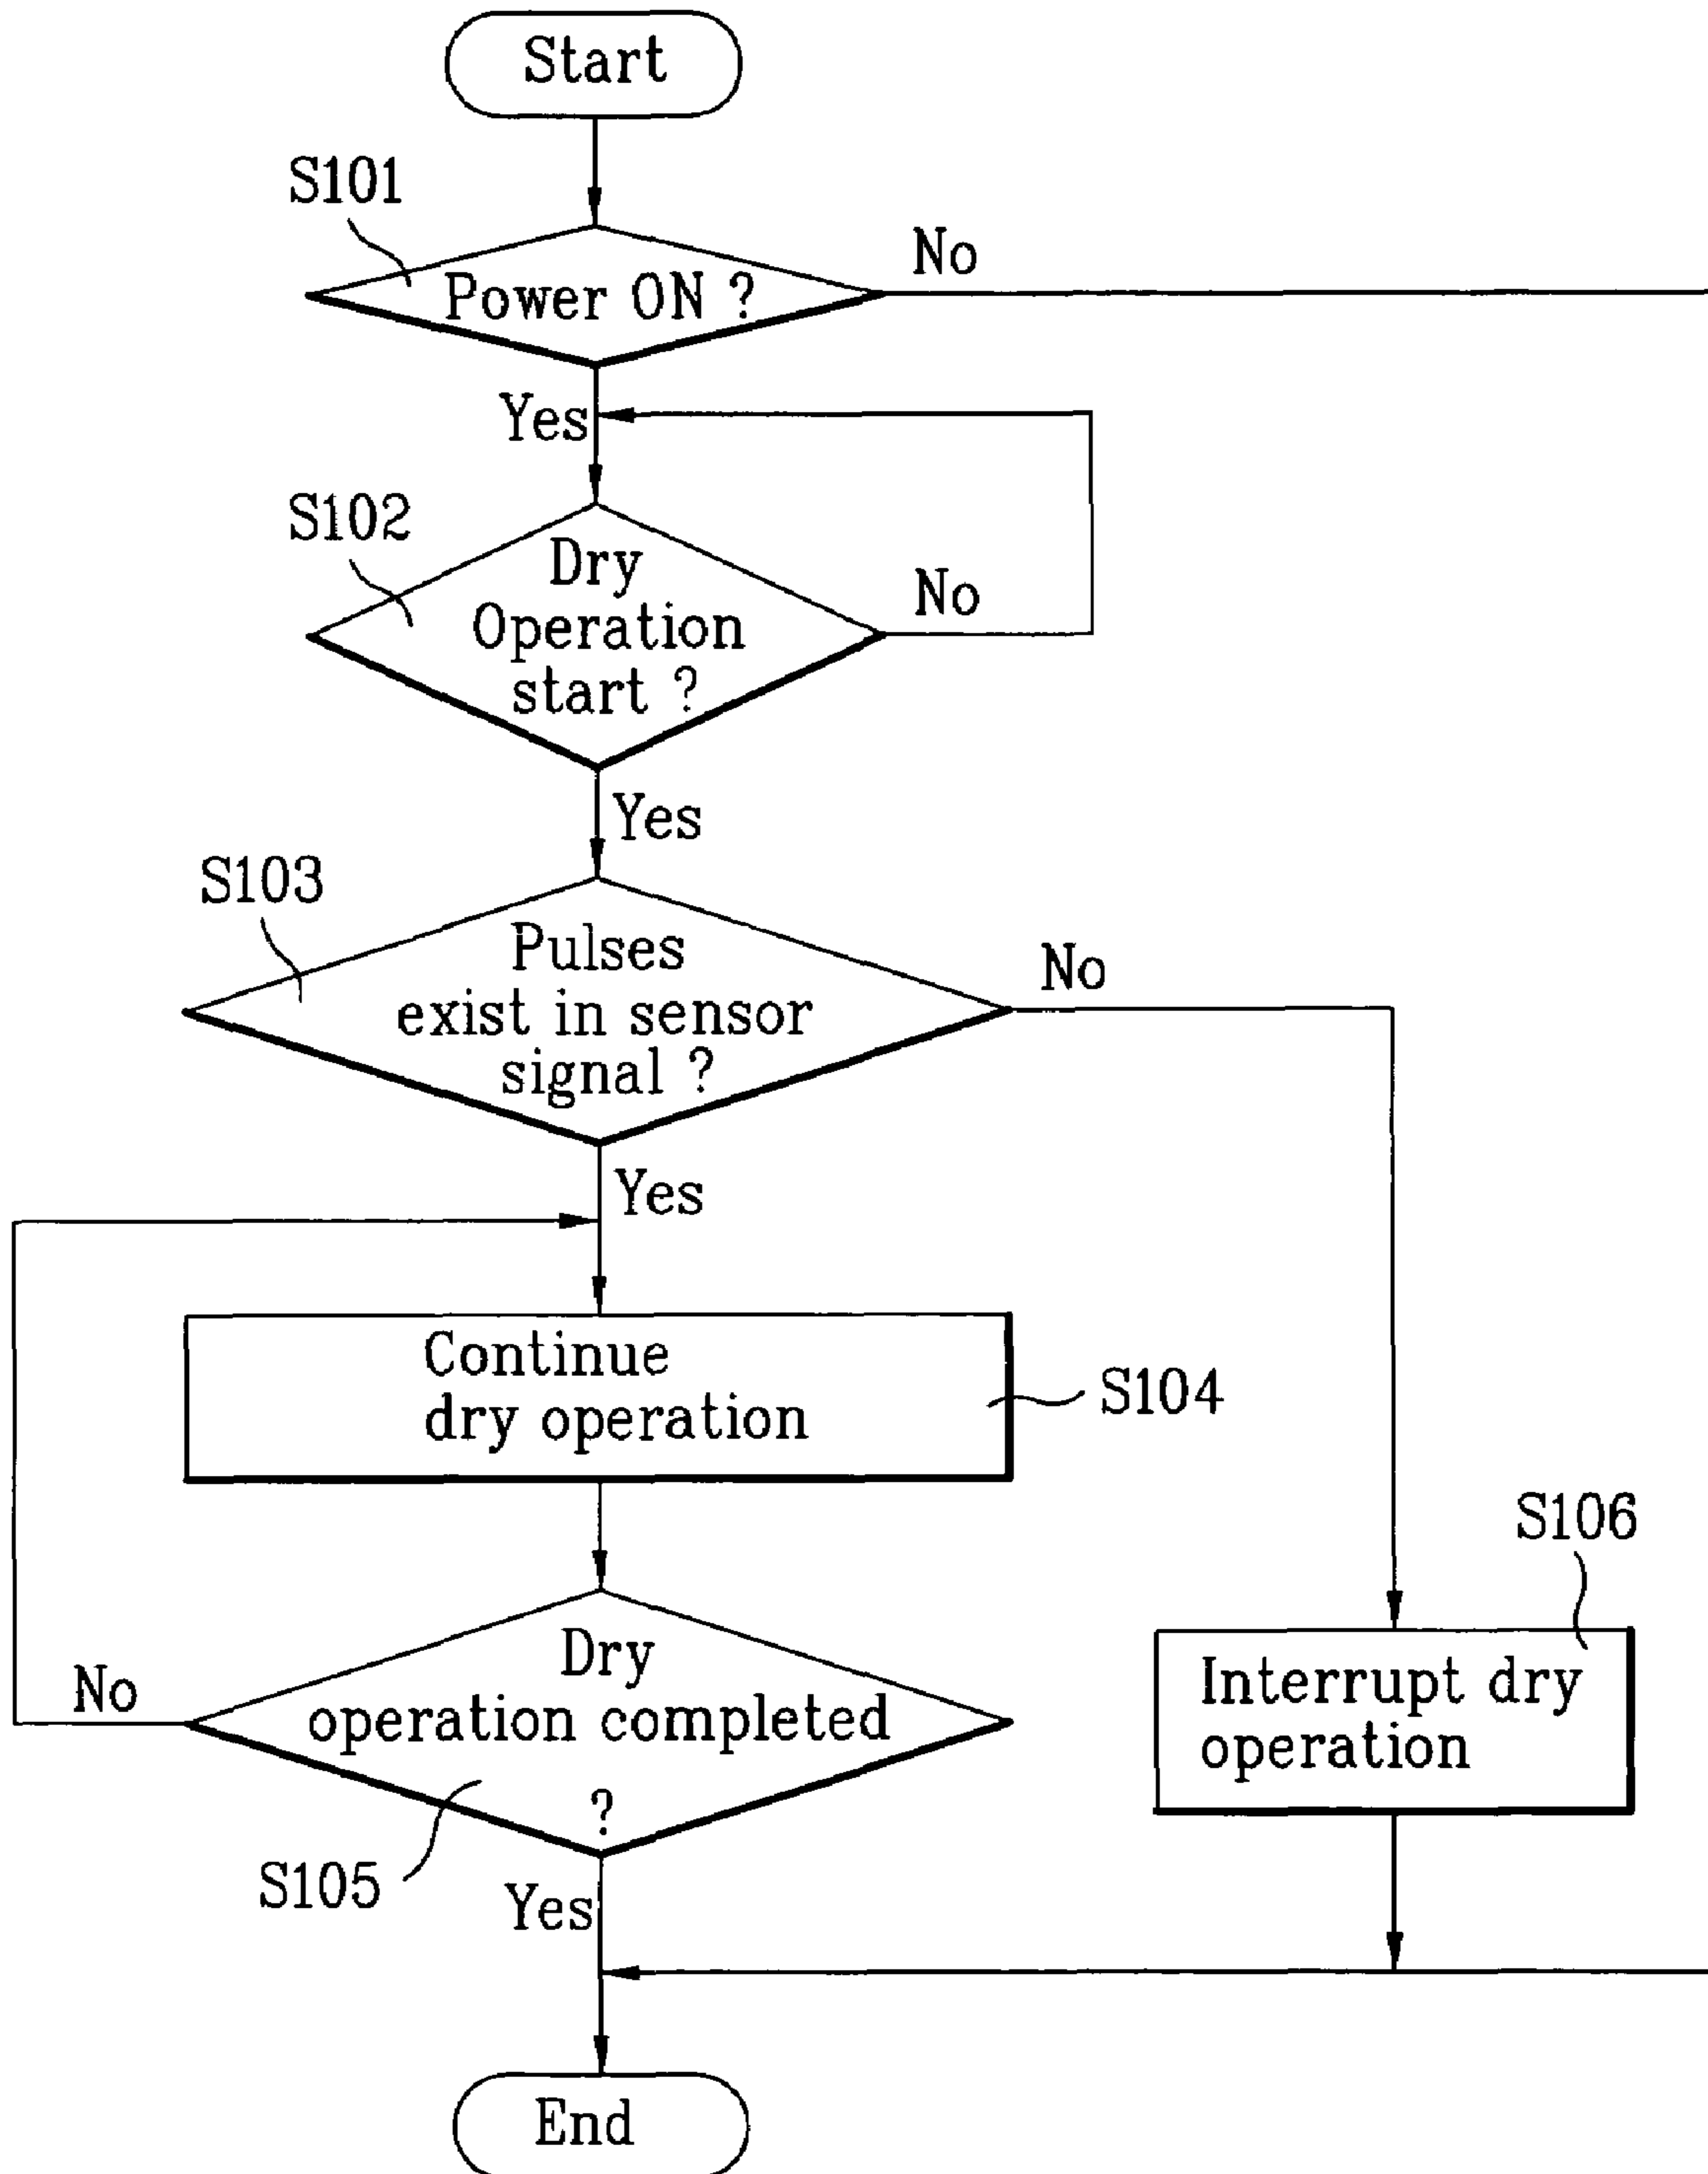 Start
S101
No
Power ON ?
Yes
S102
Dry
Operation
start ?
No
Yes
S103
Pulses
exist in sensor
signal ?
No
Yes
Continue
dry operation
S104
S106
Dry
operation completed
?
No
Interrupt dry
operation
S105
Yes
End